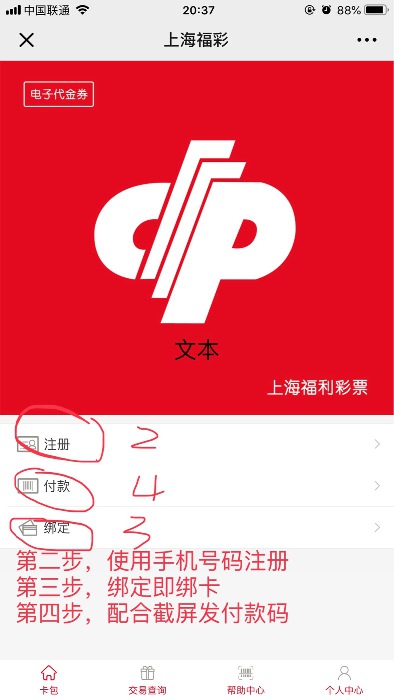 中国联通
20:37
88%
上海福彩
电子代金券
文本
上海福利彩票
注册 2
付款 4
绑定 3
第二步，使用手机号码注册
第三步，绑定即绑卡
第四步，配合截屏发付款码
卡包 交易查询 帮助中心 个人中心